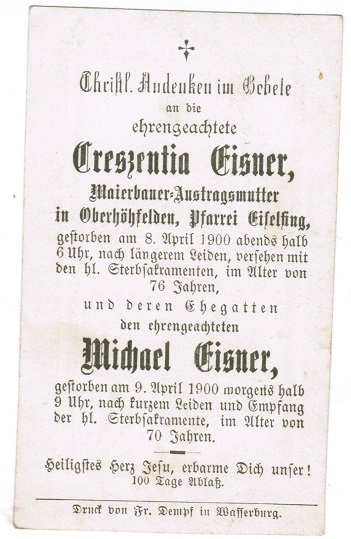 Christl. Andenken im Gebete
an die
ehrengeachtete
Creszentia Eisner,
Maierbauer-Austragsmutter
in Oberhöhfelden, Pfarrei Eiselfing,
gestorben am 8. April 1900 abends halb
6 Uhr, nach längerem Leiden, versehen mit
den hl. Sterbsakramenten, im Alter von
76 Jahren,
und deren Ehegatten
den ehrengeachteten
Michael Eisner,
gestorben am 9. April 1900 morgens halb
9 Uhr, nach kurzem Leiden und Empfang
der hl. Sterbsakramente, im Alter von
70 Jahren.
Heiligstes Herz Jesu, erbarme Dich unser!
100 Tage Ablaß.
Druck von Fr. Dempf in Wasserburg.